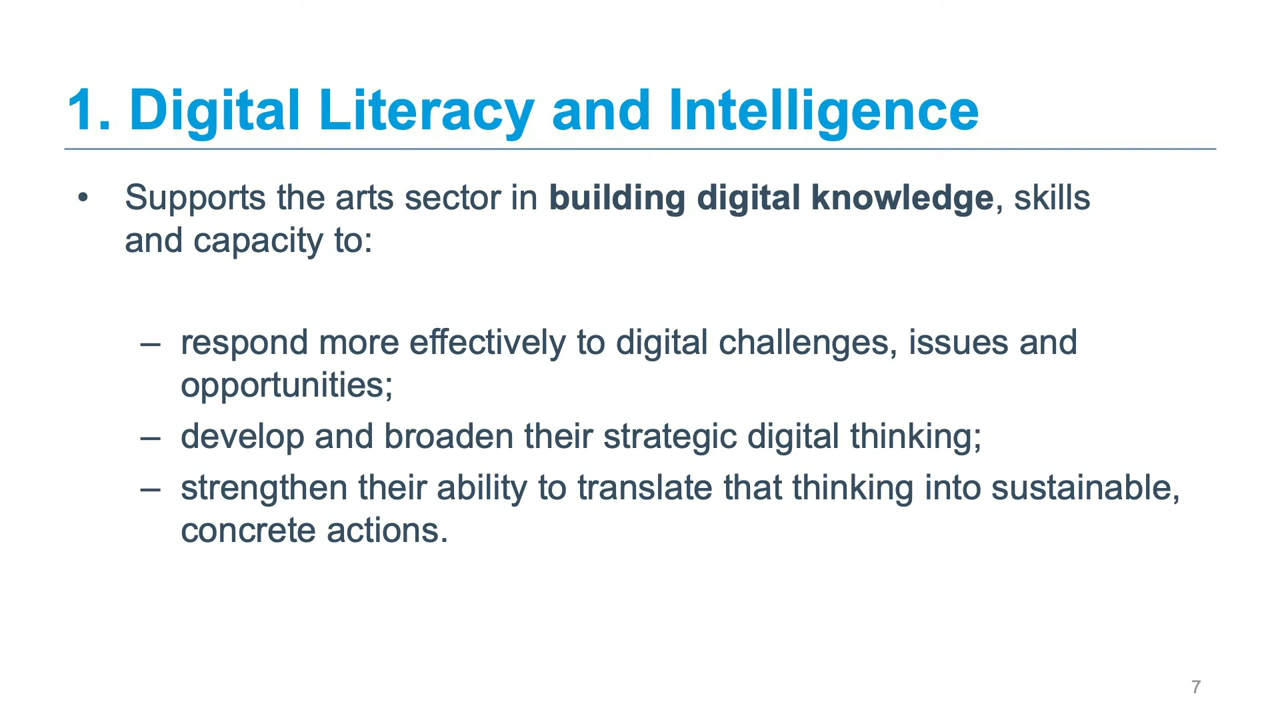 1. Digital Literacy and Intelligence
• Supports the arts sector in building digital knowledge, skills
and capacity to:
– respond more effectively to digital challenges, issues and
opportunities;
– develop and broaden their strategic digital thinking;
– strengthen their ability to translate that thinking into sustainable,
concrete actions.
7